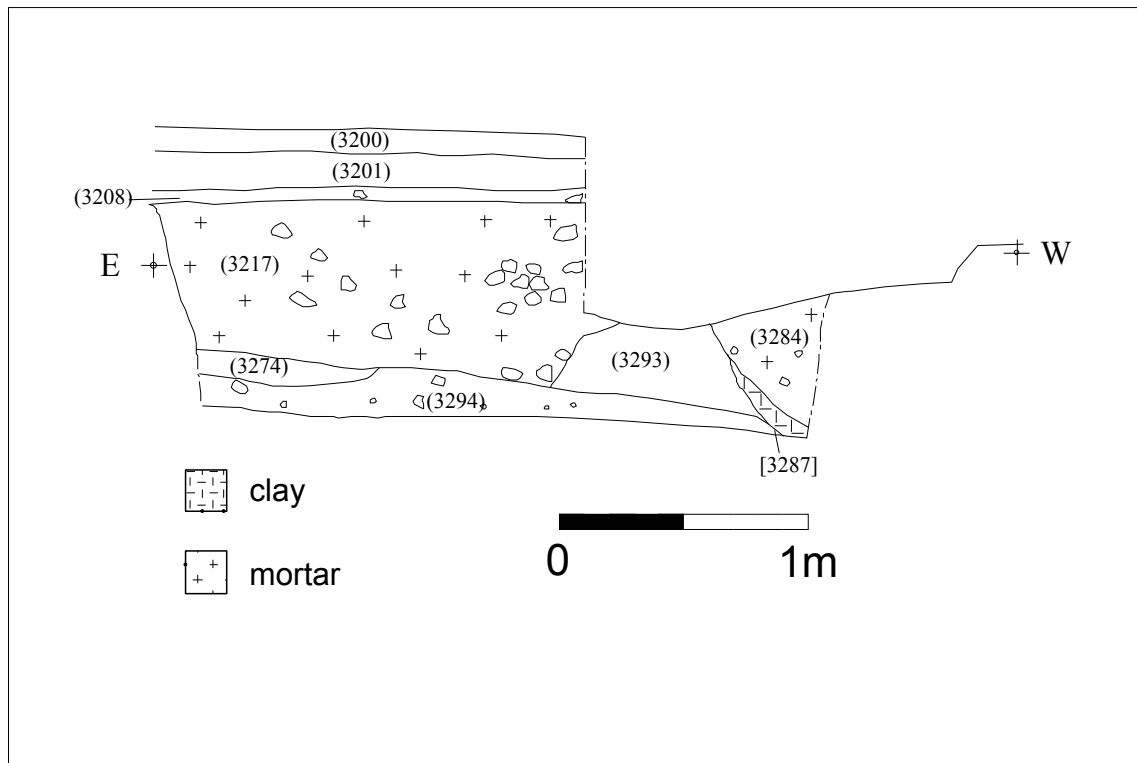 (3200)
(3201)
(3208)
E
(3217)
W
(3284)
(3274)
(3293)
(3294)
[3287]
clay
mortar
0
1m